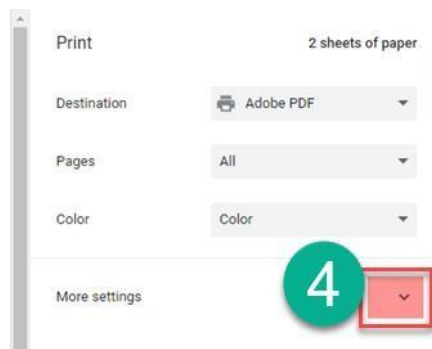 Print 2 sheets of paper
Destination Adobe PDF
Pages All
Color Color
More settings 4